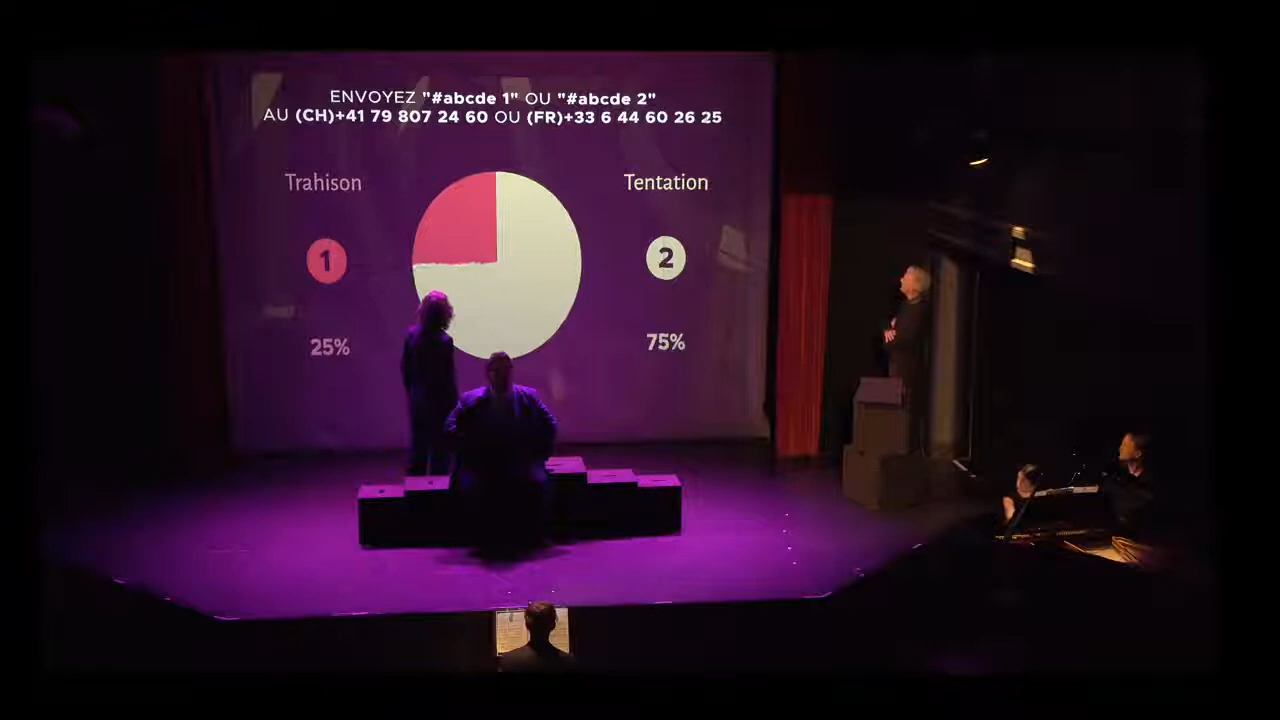 ENVOYEZ "#abcde 1" OU "#abcde 2"
AU (CH)+41 79 807 24 60 OU (FR)+33 6 44 60 26 25
Trahison
Tentation
1
2
25%
75%